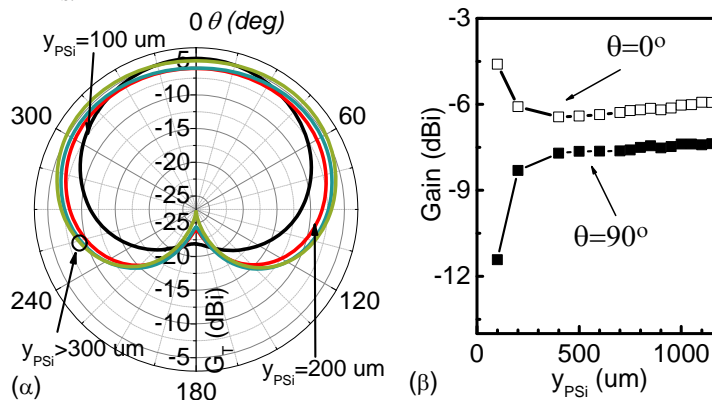 0 θ (deg)
y_PSi=100 um
300
60
240
120
180
5
-10
-15
-20
-25
-25
-20
-15
-10
-5
G_T (dBi)
y_PSi>300 um
y_PSi=200 um
(α)
-3
-6
-9
-12
Gain (dBi)
θ=0º
θ=90º
0
500
1000
y_PSi (um)
(β)